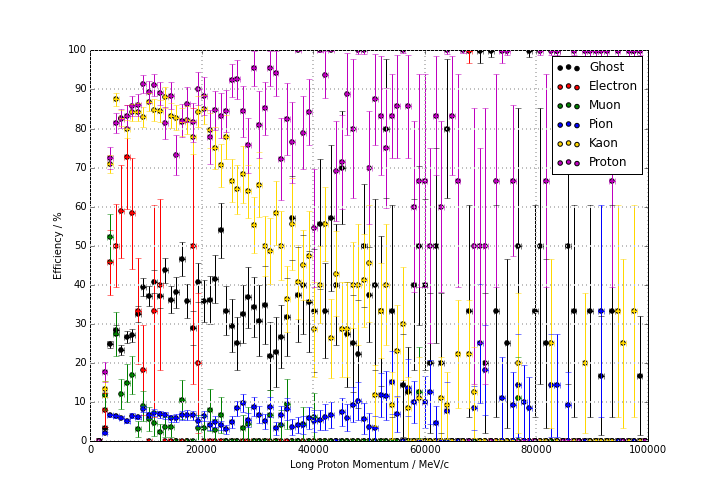 100
90
80
70
60
50
40
30
20
10
0
Efficiency / %
0
20000
40000
60000
80000
100000
Long Proton Momentum / MeV/c
Ghost
Electron
Muon
Pion
Kaon
Proton